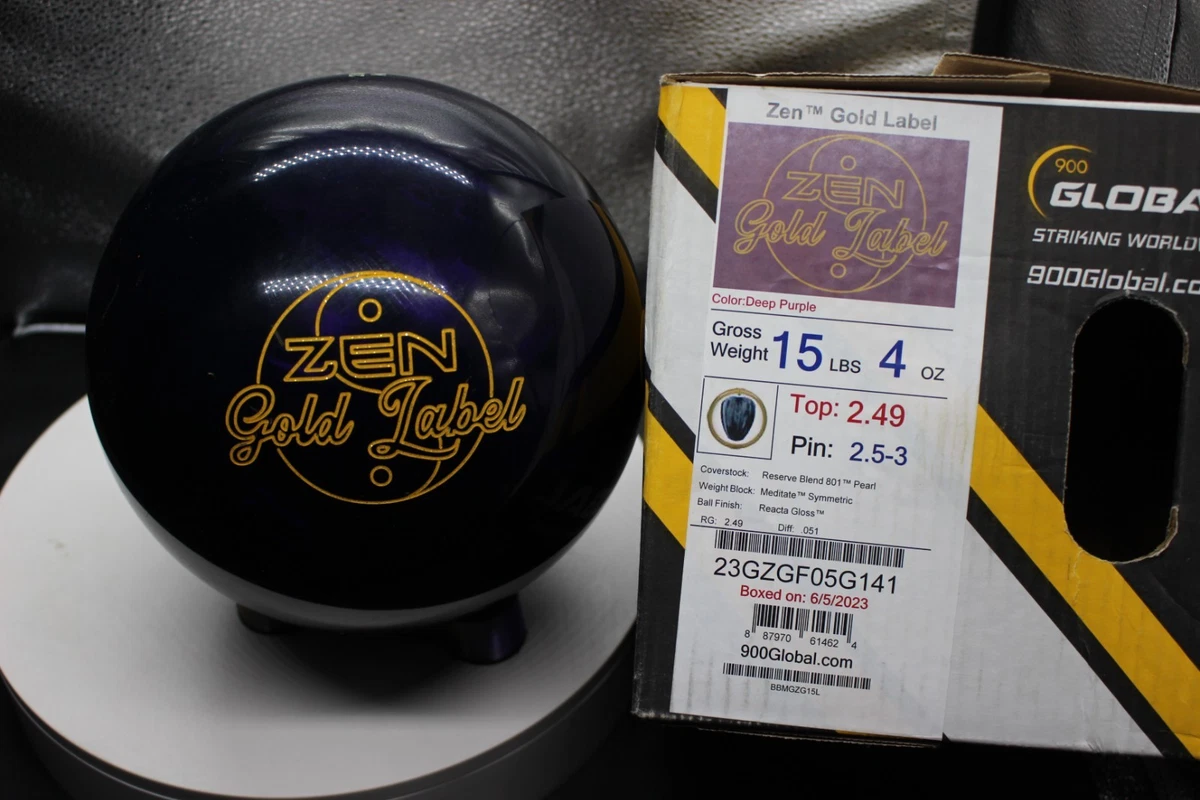 ZEN
Gold Label
Zen™ Gold Label
ZEN
Gold Label
Color:Deep Purple
Gross Weight 15 LBS 4 OZ
Top: 2.49
Pin: 2.5-3
Coverstock: Reserve Blend 801™ Pearl
Weight Block: Meditate™ Symmetric
Ball Finish: Reacta Gloss™
RG: 2.49 Diff: .051
23GZGF05G141
Boxed on: 6/5/2023
8 87970 61462 4
900Global.com
BBMGZG15L
900
GLOBA
STRIKING WORLD
900Global.co